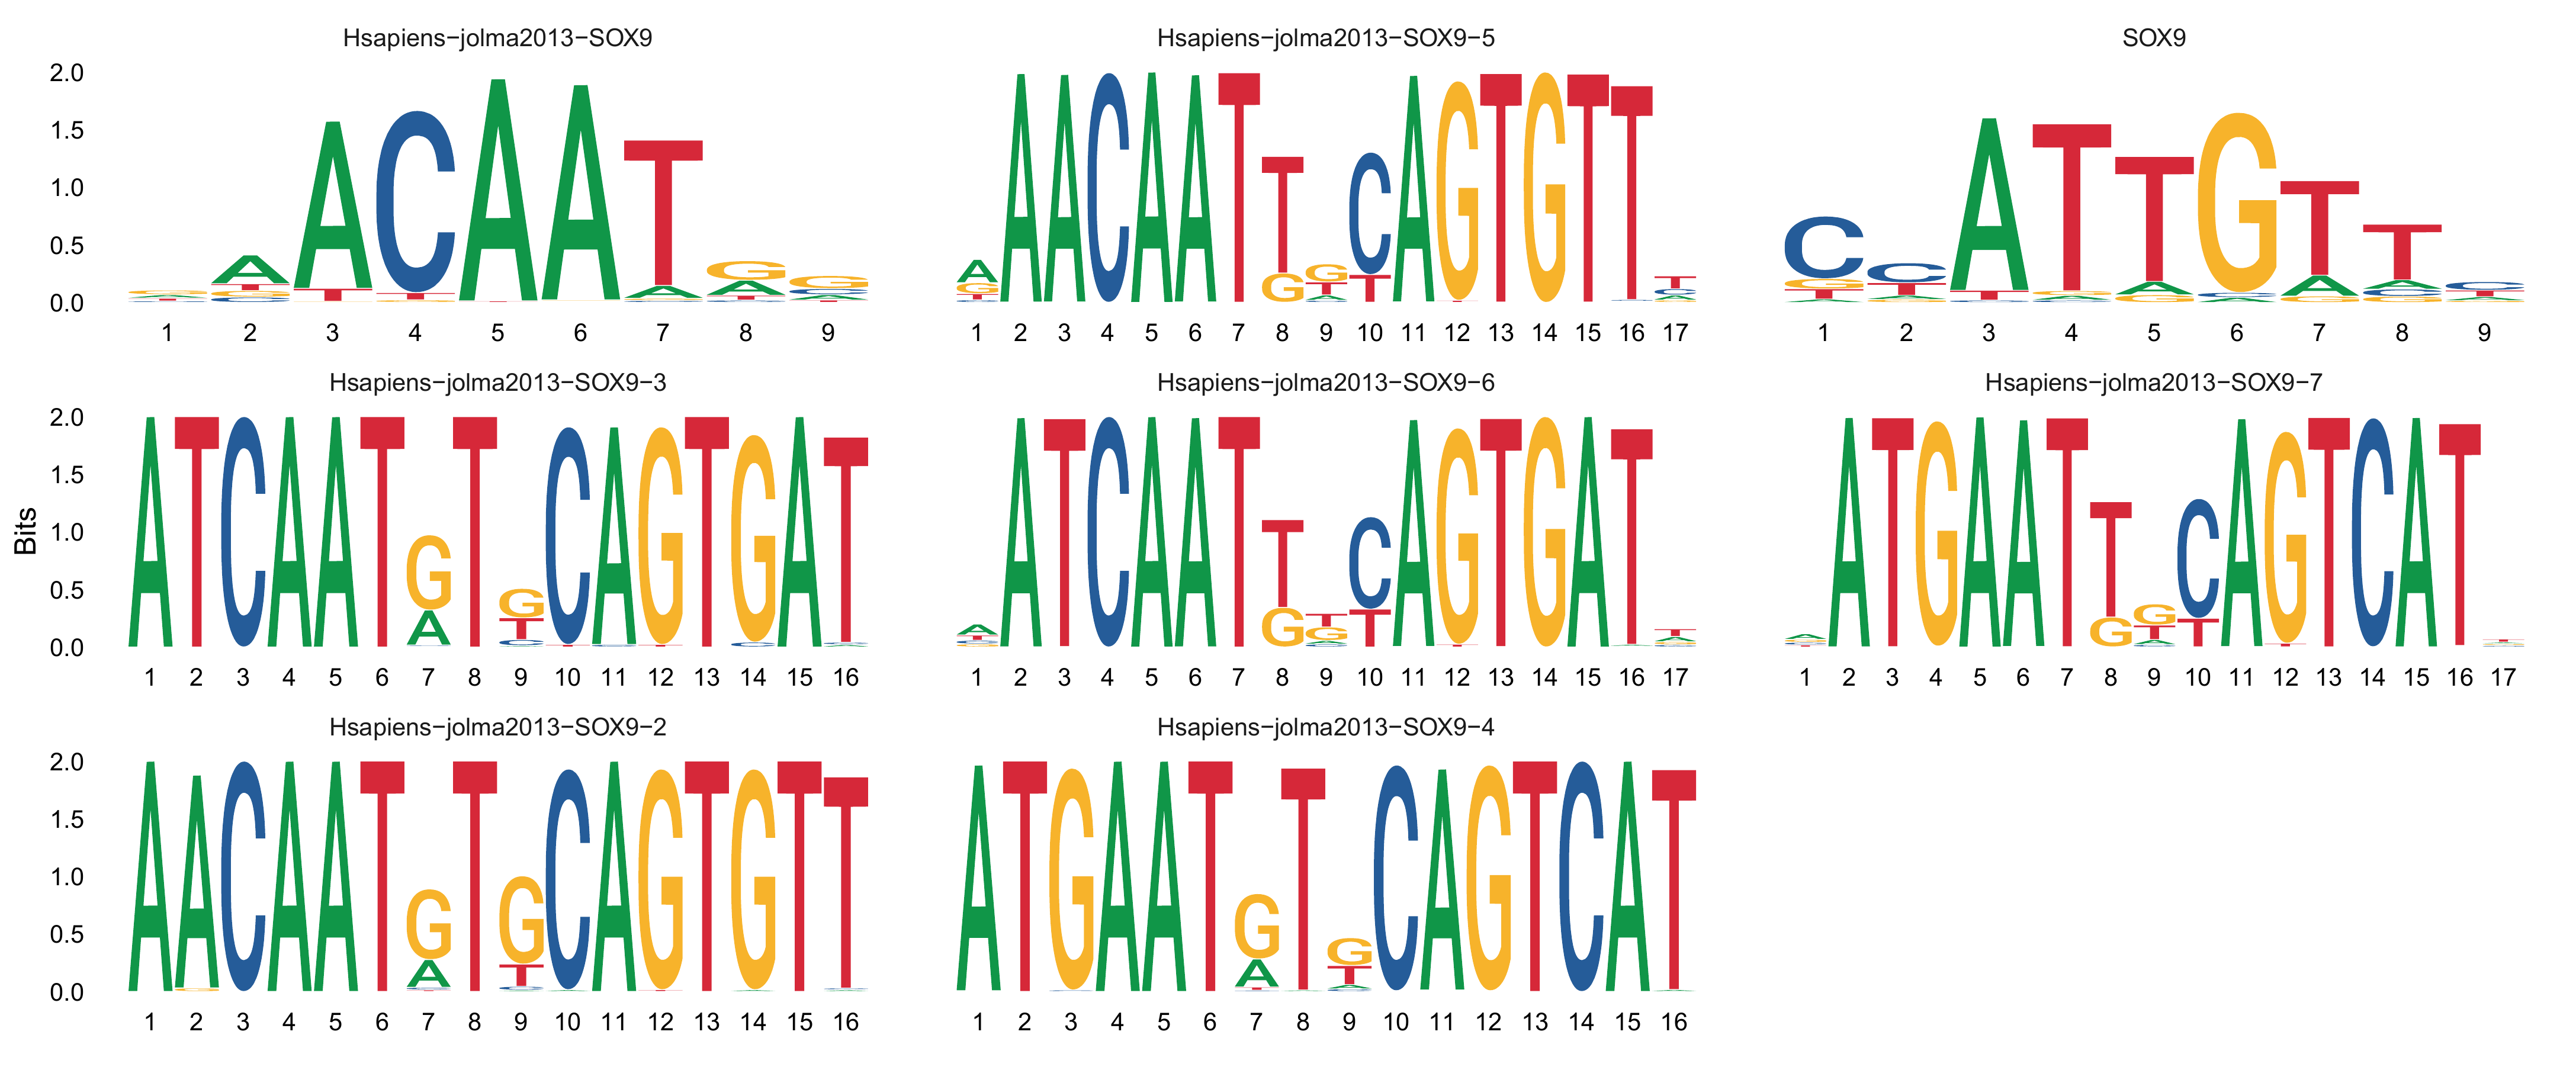 Hsapiens−jolma2013−SOX9
Hsapiens−jolma2013−SOX9−5
SOX9
2.0
1.5
1.0
0.5
0.0
1 2 3 4 5 6 7 8 9
1 2 3 4 5 6 7 8 9 10 11 12 13 14 15 16 17
1 2 3 4 5 6 7 8 9
Hsapiens−jolma2013−SOX9−3
Hsapiens−jolma2013−SOX9−6
Hsapiens−jolma2013−SOX9−7
Bits
2.0
1.5
1.0
0.5
0.0
1 2 3 4 5 6 7 8 9 10 11 12 13 14 15 16
1 2 3 4 5 6 7 8 9 10 11 12 13 14 15 16 17
1 2 3 4 5 6 7 8 9 10 11 12 13 14 15 16 17
Hsapiens−jolma2013−SOX9−2
Hsapiens−jolma2013−SOX9−4
2.0
1.5
1.0
0.5
0.0
1 2 3 4 5 6 7 8 9 10 11 12 13 14 15 16
1 2 3 4 5 6 7 8 9 10 11 12 13 14 15 16